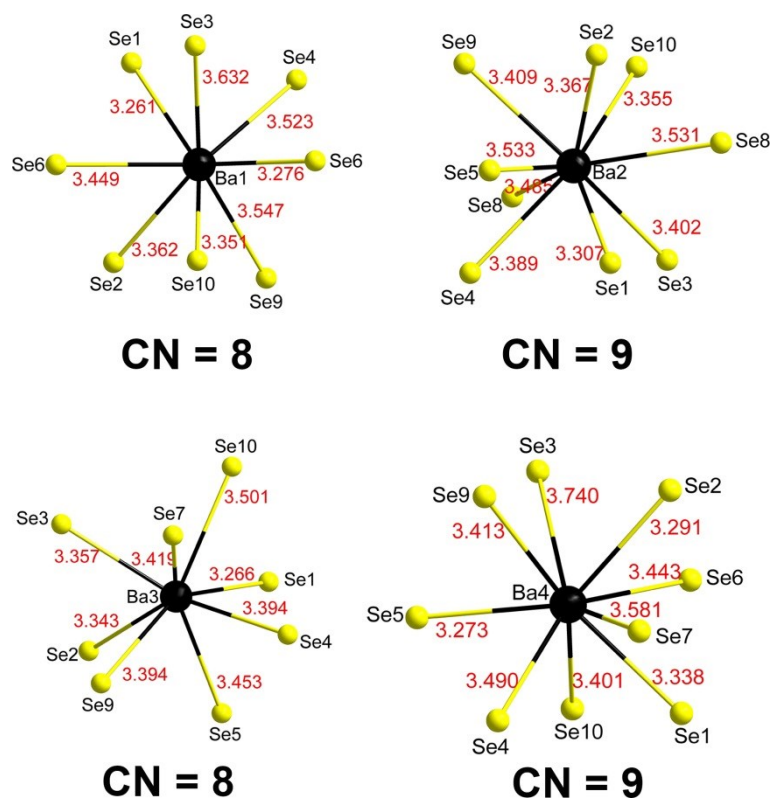 Se1
Se3
Se4
3.261
3.632
3.523
Se6
3.449
Ba1
3.276
Se6
3.362
3.351
3.547
Se2
Se10
Se9
CN = 8
Se9
Se2
Se10
3.409
3.367
3.355
3.531
Se8
3.533
Se5
3.485
Se8
Ba2
3.389
3.307
3.402
Se4
Se1
Se3
CN = 9
Se10
3.501
Se3
Se7
3.357
3.419
3.266
Se1
Ba3
3.394
Se4
3.343
Se2
3.394
3.453
Se9
Se5
CN = 8
Se3
Se2
Se9
3.740
3.291
3.413
3.443
Se6
Ba4
Se5
3.273
3.581
Se7
3.490
3.401
3.338
Se4
Se10
Se1
CN = 9